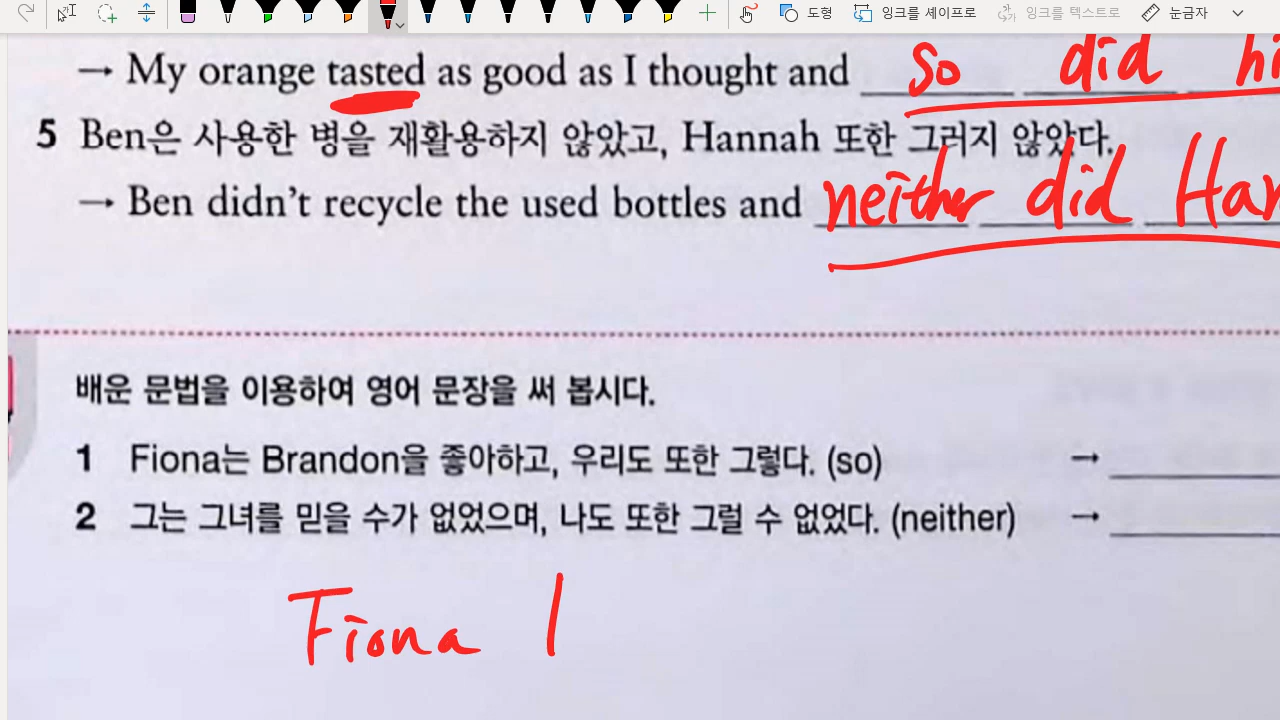 도형 잉크를 셰이프로 잉크를 텍스트로 눈금자
→ My orange tasted as good as I thought and so did
5 Ben은 사용한 병을 재활용하지 않았고, Hannah 또한 그러지 않았다.
→ Ben didn't recycle the used bottles and neither did Han
배운 문법을 이용하여 영어 문장을 써 봅시다.
1 Fiona는 Brandon을 좋아하고, 우리도 또한 그렇다. (so) →
2 그는 그녀를 믿을 수가 없었으며, 나도 또한 그럴 수 없었다. (neither) →
Fiona l